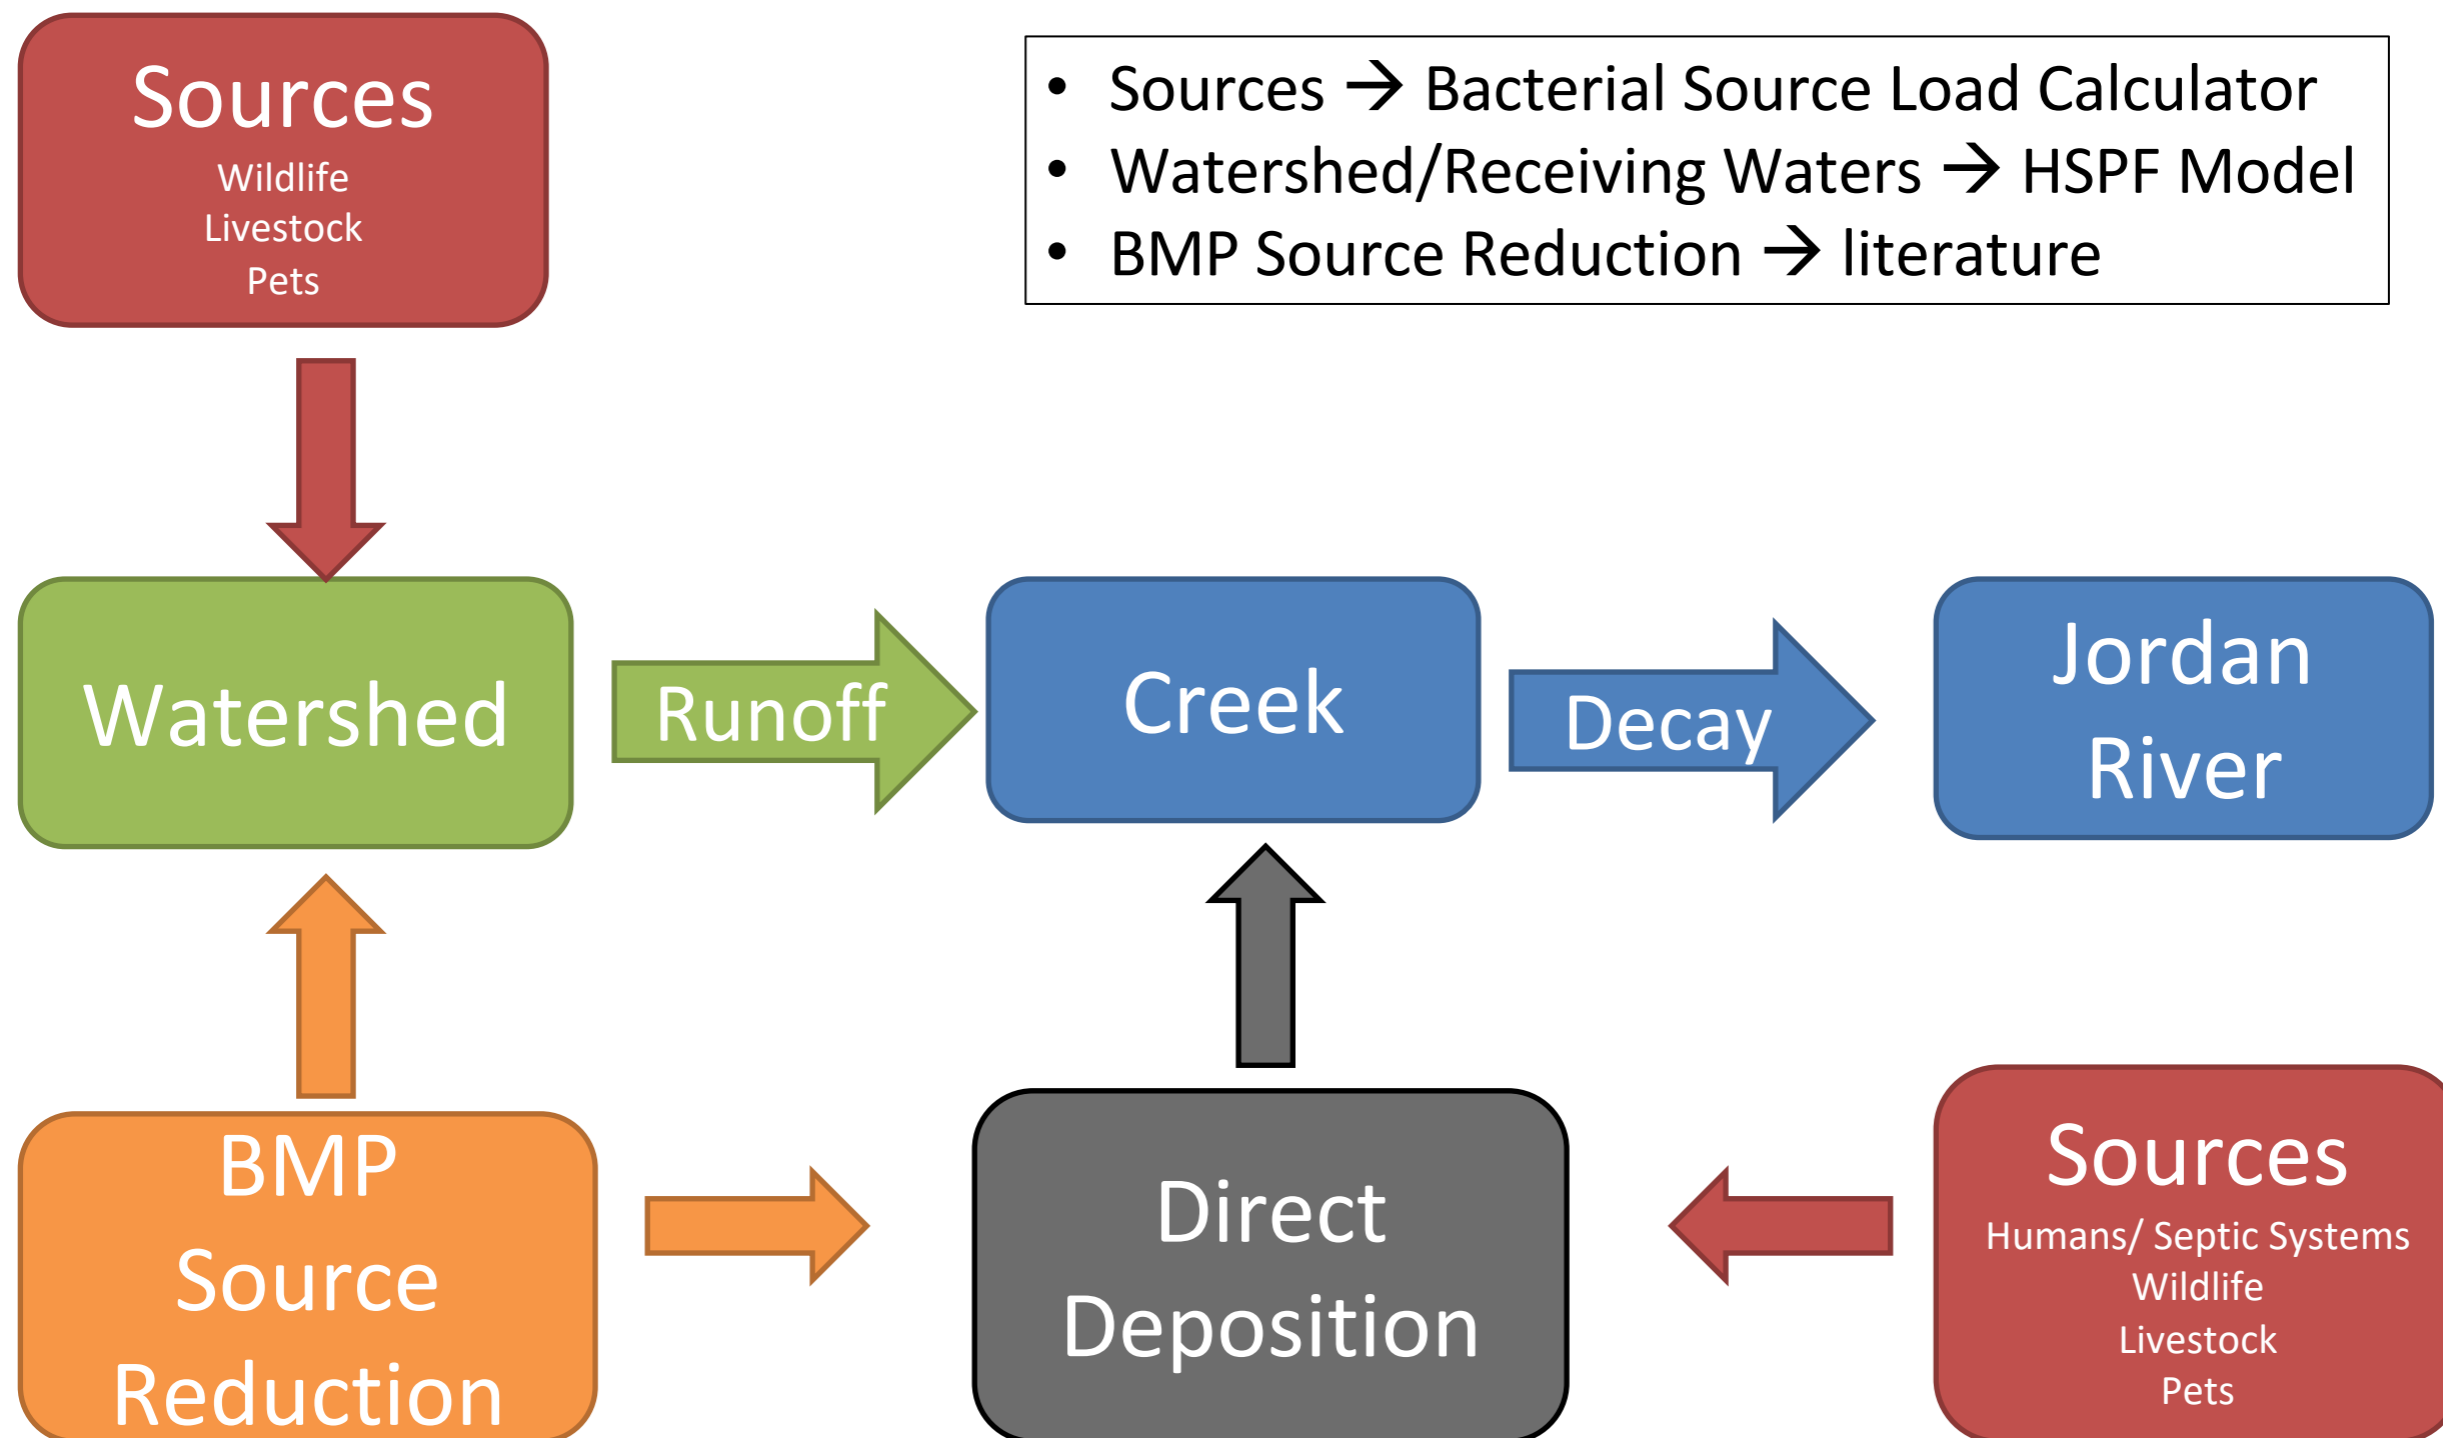 Sources
Wildlife
Livestock
Pets
• Sources → Bacterial Source Load Calculator
• Watershed/Receiving Waters → HSPF Model
• BMP Source Reduction → literature
Watershed
Runoff
Creek
Decay
Jordan
River
BMP
Source
Reduction
Direct
Deposition
Sources
Humans/ Septic Systems
Wildlife
Livestock
Pets